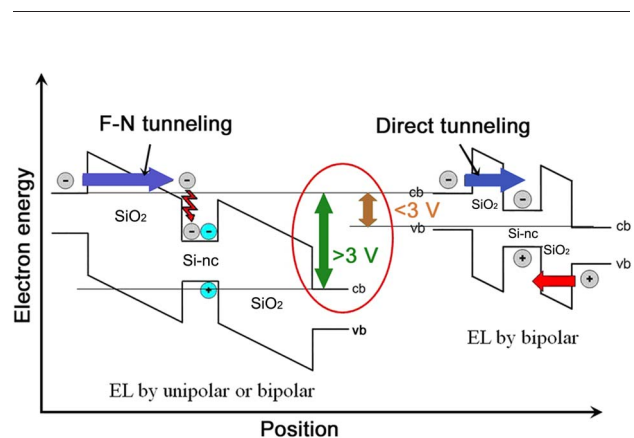 F-N tunneling
Direct tunneling
SiO₂
Si-nc
SiO₂
>3 V
<3 V
cb
vb
cb
vb
SiO₂
Si-nc
SiO₂
cb
vb
- - - - +
- - + +
EL by unipolar or bipolar
EL by bipolar
Electron energy
Position